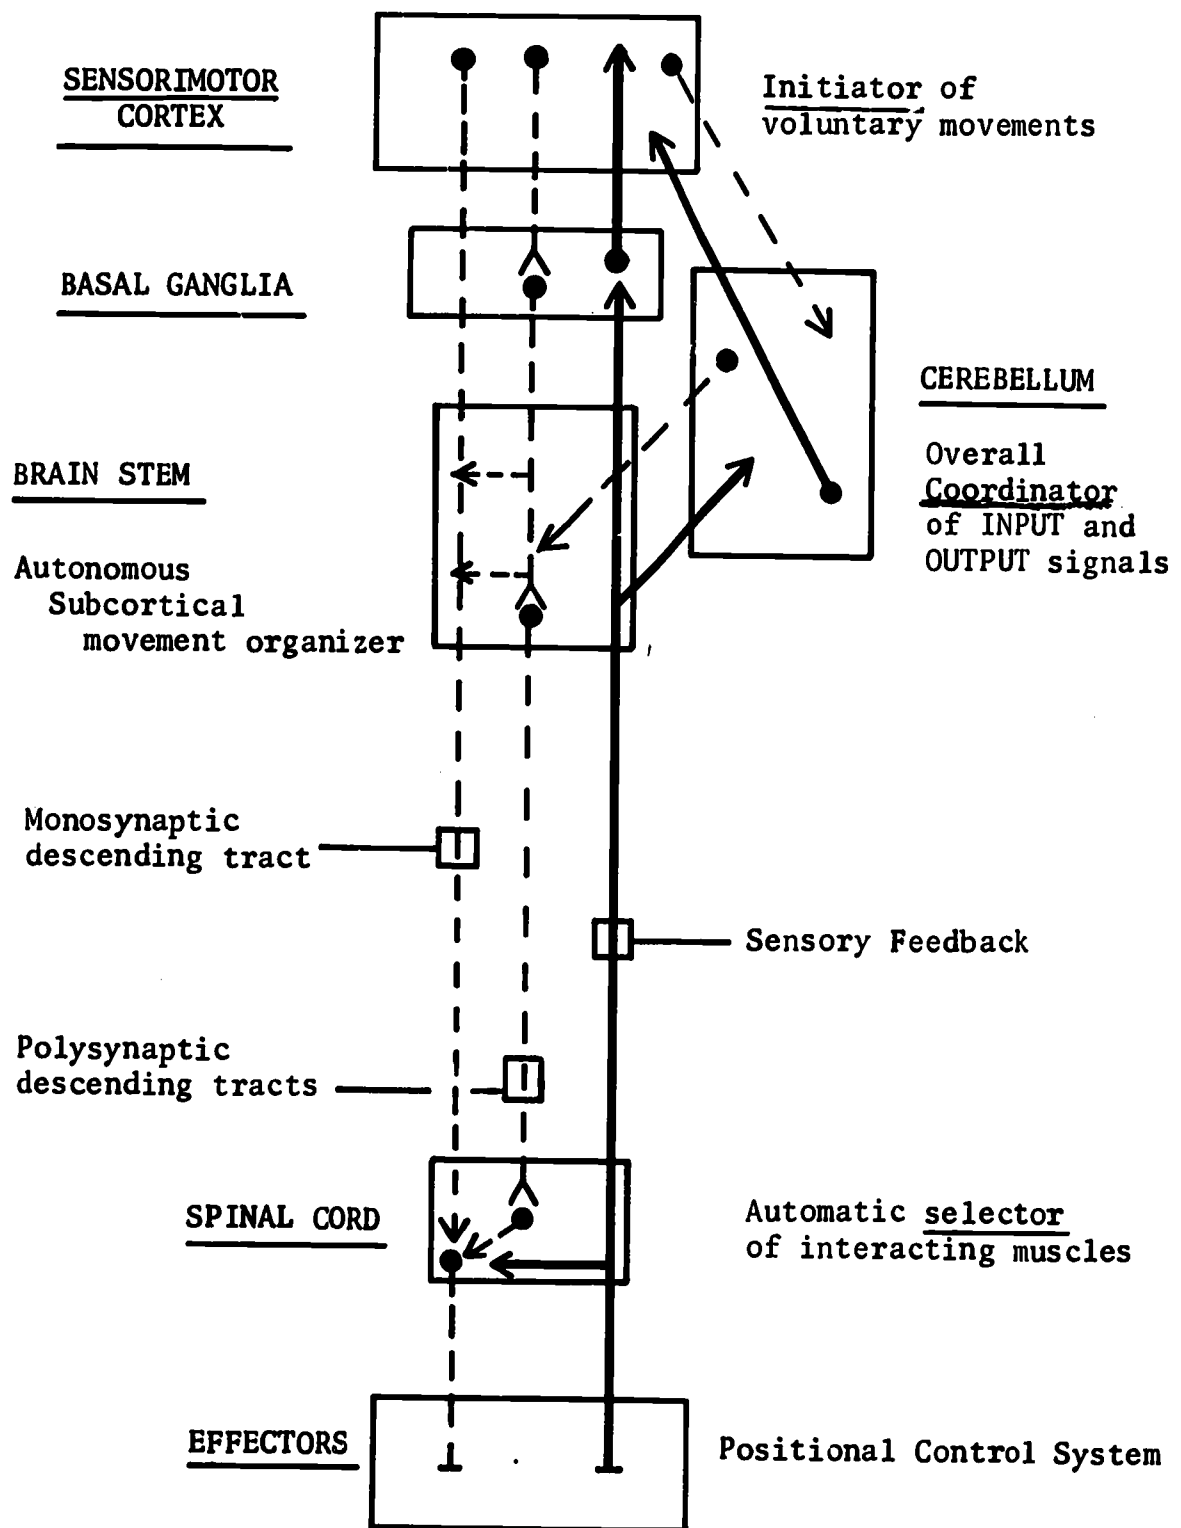 SENSORIMOTOR
CORTEX
Initiator of
voluntary movements
BASAL GANGLIA
CEREBELLUM
Overall
Coordinator
of INPUT and
OUTPUT signals
BRAIN STEM
Autonomous
Subcortical
movement organizer
Monosynaptic
descending tract
Sensory Feedback
Polysynaptic
descending tracts
SPINAL CORD
Automatic selector
of interacting muscles
EFFECTORS
Positional Control System